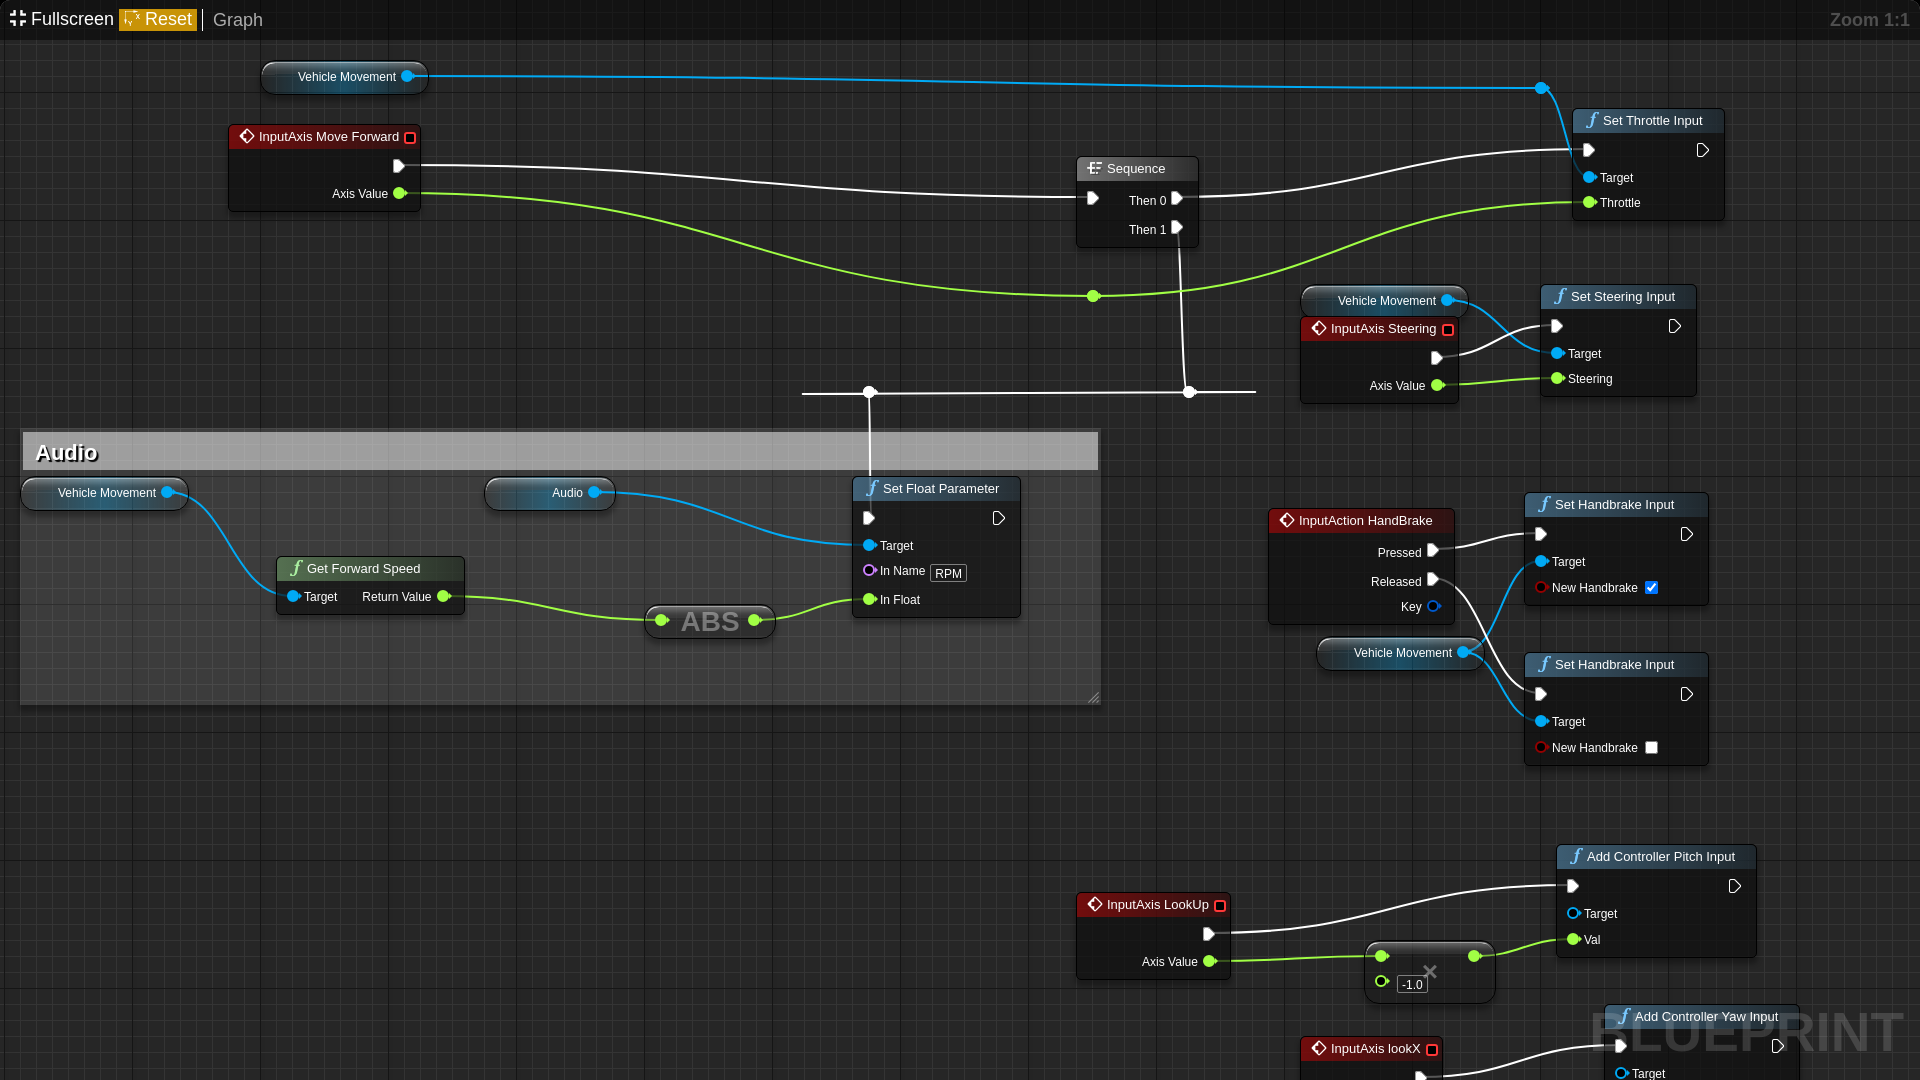 Fullscreen Reset Graph Zoom 1:1
Vehicle Movement
InputAxis Move Forward
Axis Value
Sequence
Then 0
Then 1
Set Throttle Input
Target
Throttle
Vehicle Movement
InputAxis Steering
Axis Value
Set Steering Input
Target
Steering
Audio
Vehicle Movement
Get Forward Speed
Target Return Value
Audio
ABS
Set Float Parameter
Target
In Name RPM
In Float
InputAction HandBrake
Pressed
Released
Key
Vehicle Movement
Set Handbrake Input
Target
New Handbrake
Set Handbrake Input
Target
New Handbrake
InputAxis LookUp
Axis Value
-1.0
×
Add Controller Pitch Input
Target
Val
InputAxis lookX
Add Controller Yaw Input
Target
BLUEPRINT